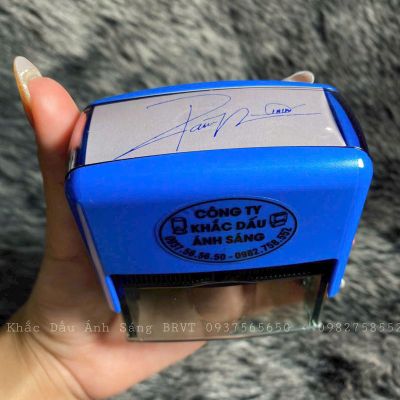 CÔNG TY
KHẮC DẤU
ÁNH SÁNG
0937.56.56.50 - 0982.758.552
Khắc Dấu Ánh Sáng BRVT 0937565650 - 0982758552